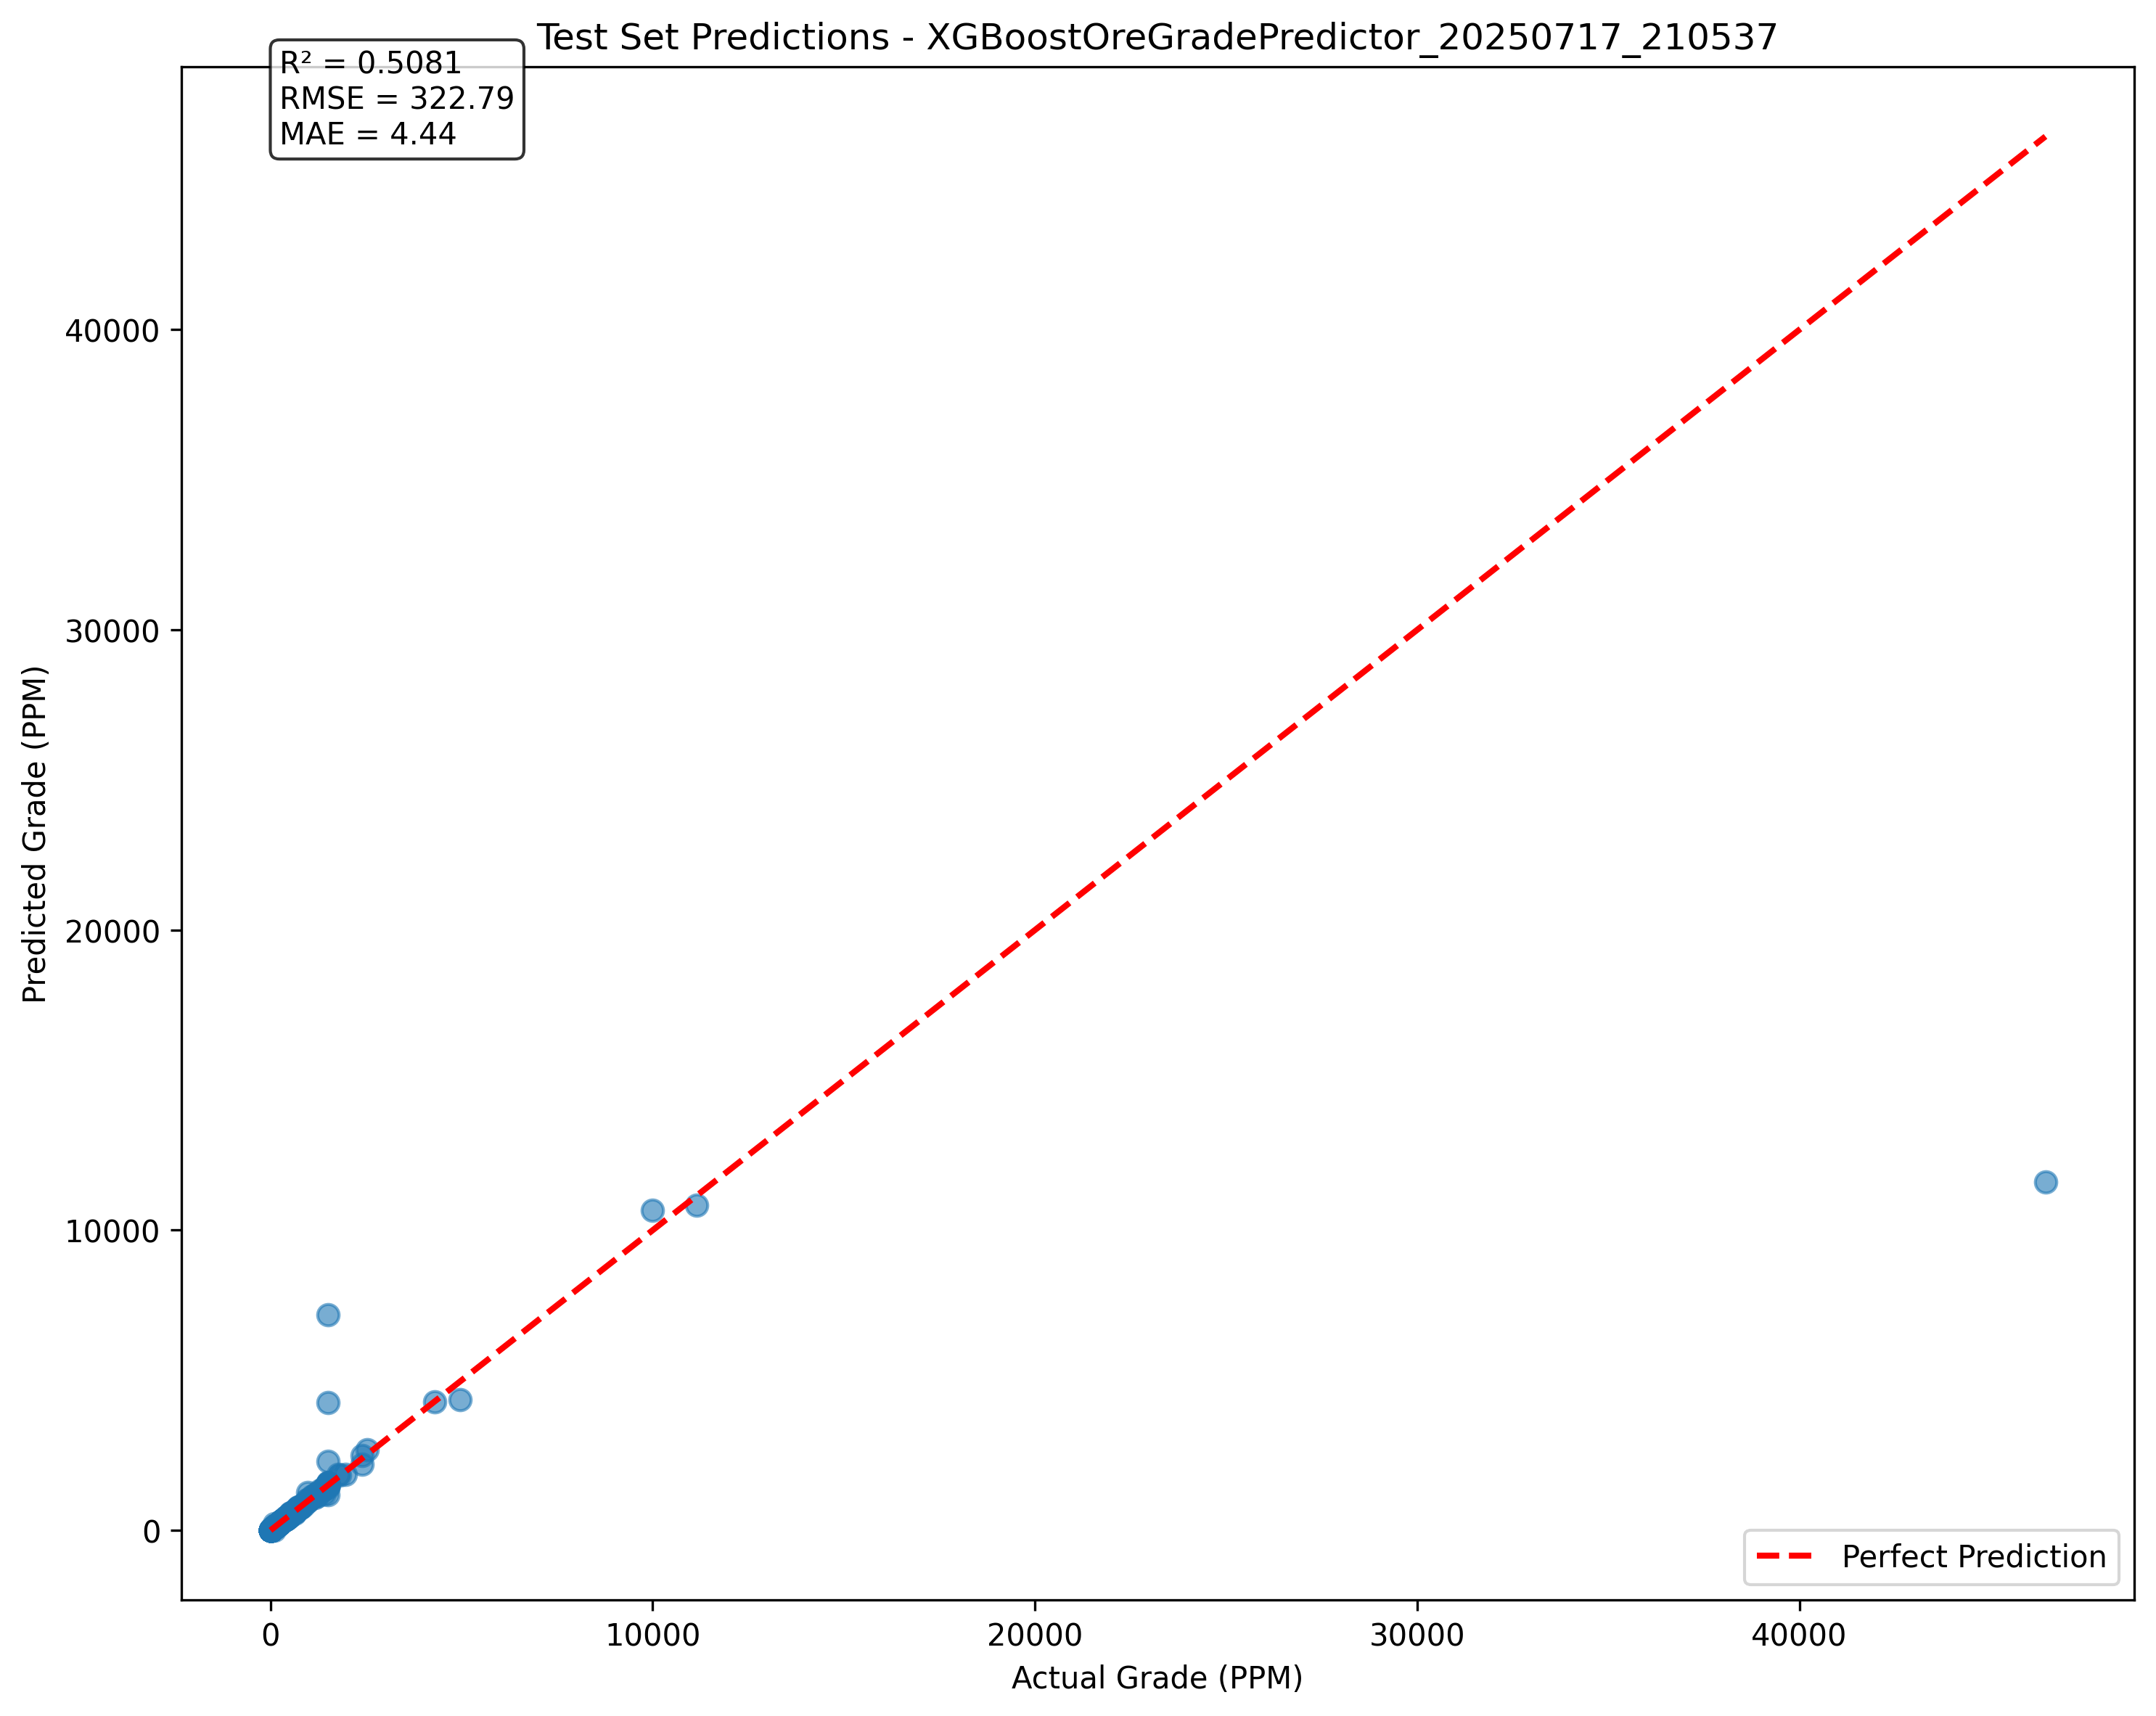 Test Set Predictions - XGBoostOreGradePredictor_20250717_210537
R² = 0.5081
RMSE = 322.79
MAE = 4.44
Predicted Grade (PPM)
40000
30000
20000
10000
0
0
10000
20000
30000
40000
Actual Grade (PPM)
Perfect Prediction